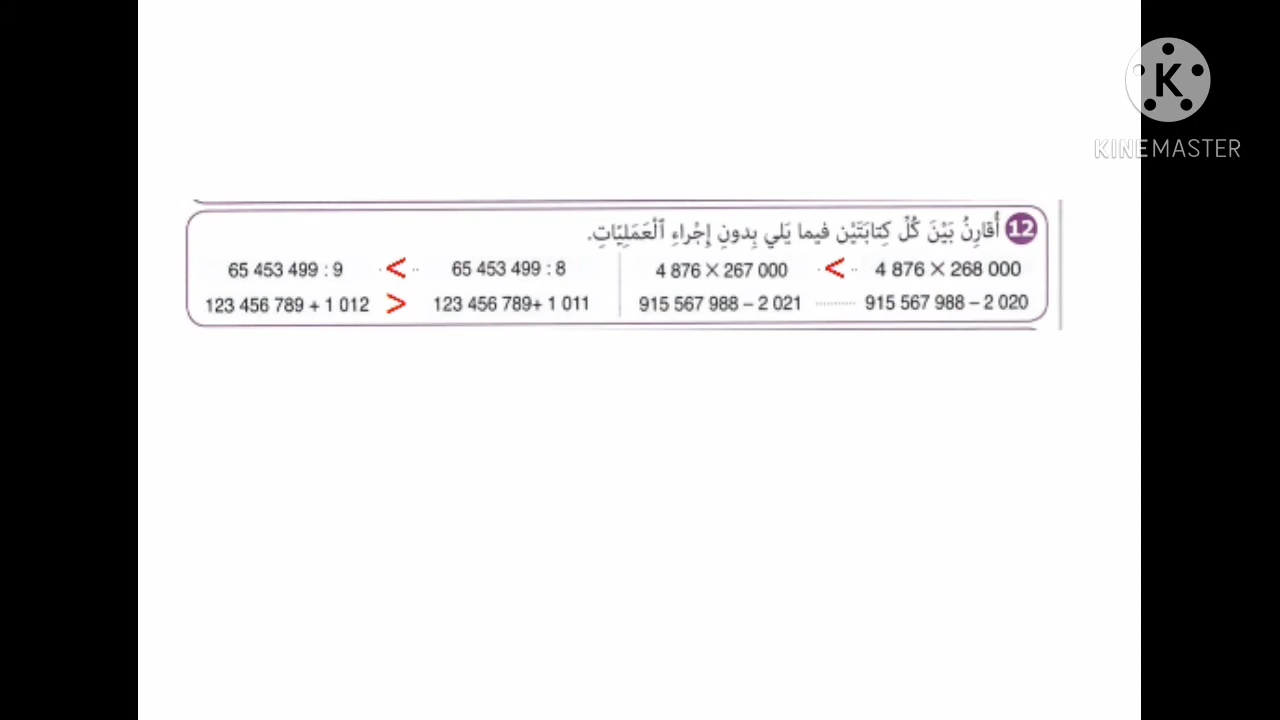 KINEMASTER
12 أُقارِنُ بَيْنَ كُلِّ كِتابَتَيْنِ فيما يَلي بِدونِ إِجْراءِ ٱلْعَمَلِيّاتِ.
65 453 499 : 9 < 65 453 499 : 8 4 876 × 267 000 < 4 876 × 268 000
123 456 789 + 1 012 > 123 456 789+ 1 011 915 567 988 – 2 021 .......... 915 567 988 – 2 020